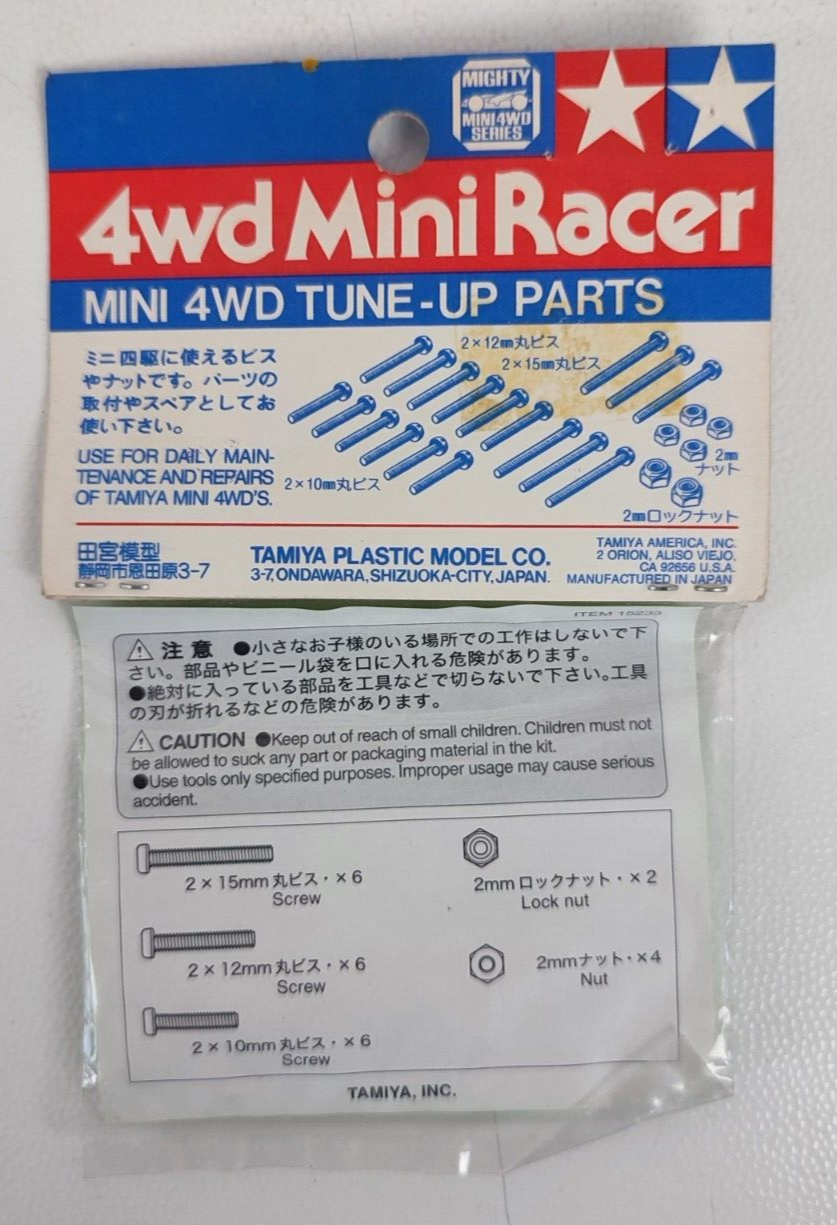 MIGHTY
MINI4WD
SERIES
4wd Mini Racer
MINI 4WD TUNE-UP PARTS
ミニ四駆に使えるビス
やナットです。パーツの
取付やスペアとしてお
使い下さい。
USE FOR DAILY MAIN-
TENANCE AND REPAIRS
OF TAMIYA MINI 4WD'S.
2×12㎜丸ビス
2×15㎜丸ビス
2×10㎜丸ビス
2㎜
ナット
2㎜ロックナット
田宮模型
静岡市恩田原3-7
TAMIYA PLASTIC MODEL CO.
3-7, ONDAWARA, SHIZUOKA-CITY, JAPAN.
TAMIYA AMERICA, INC.
2 ORION, ALISO VIEJO,
CA 92656 U.S.A.
MANUFACTURED IN JAPAN
ITEM 15233
注意 ●小さなお子様のいる場所での工作はしないで下
さい。部品やビニール袋を口に入れる危険があります。
●絶対に入っている部品を工具などで切らないで下さい。工具
の刃が折れるなどの危険があります。
CAUTION ●Keep out of reach of small children. Children must not
be allowed to suck any part or packaging material in the kit.
●Use tools only specified purposes. Improper usage may cause serious
accident.
2×15mm丸ビス・×6
Screw
2mmロックナット・×2
Lock nut
2×12mm丸ビス・×6
Screw
2mmナット・×4
Nut
2×10mm丸ビス・×6
Screw
TAMIYA, INC.